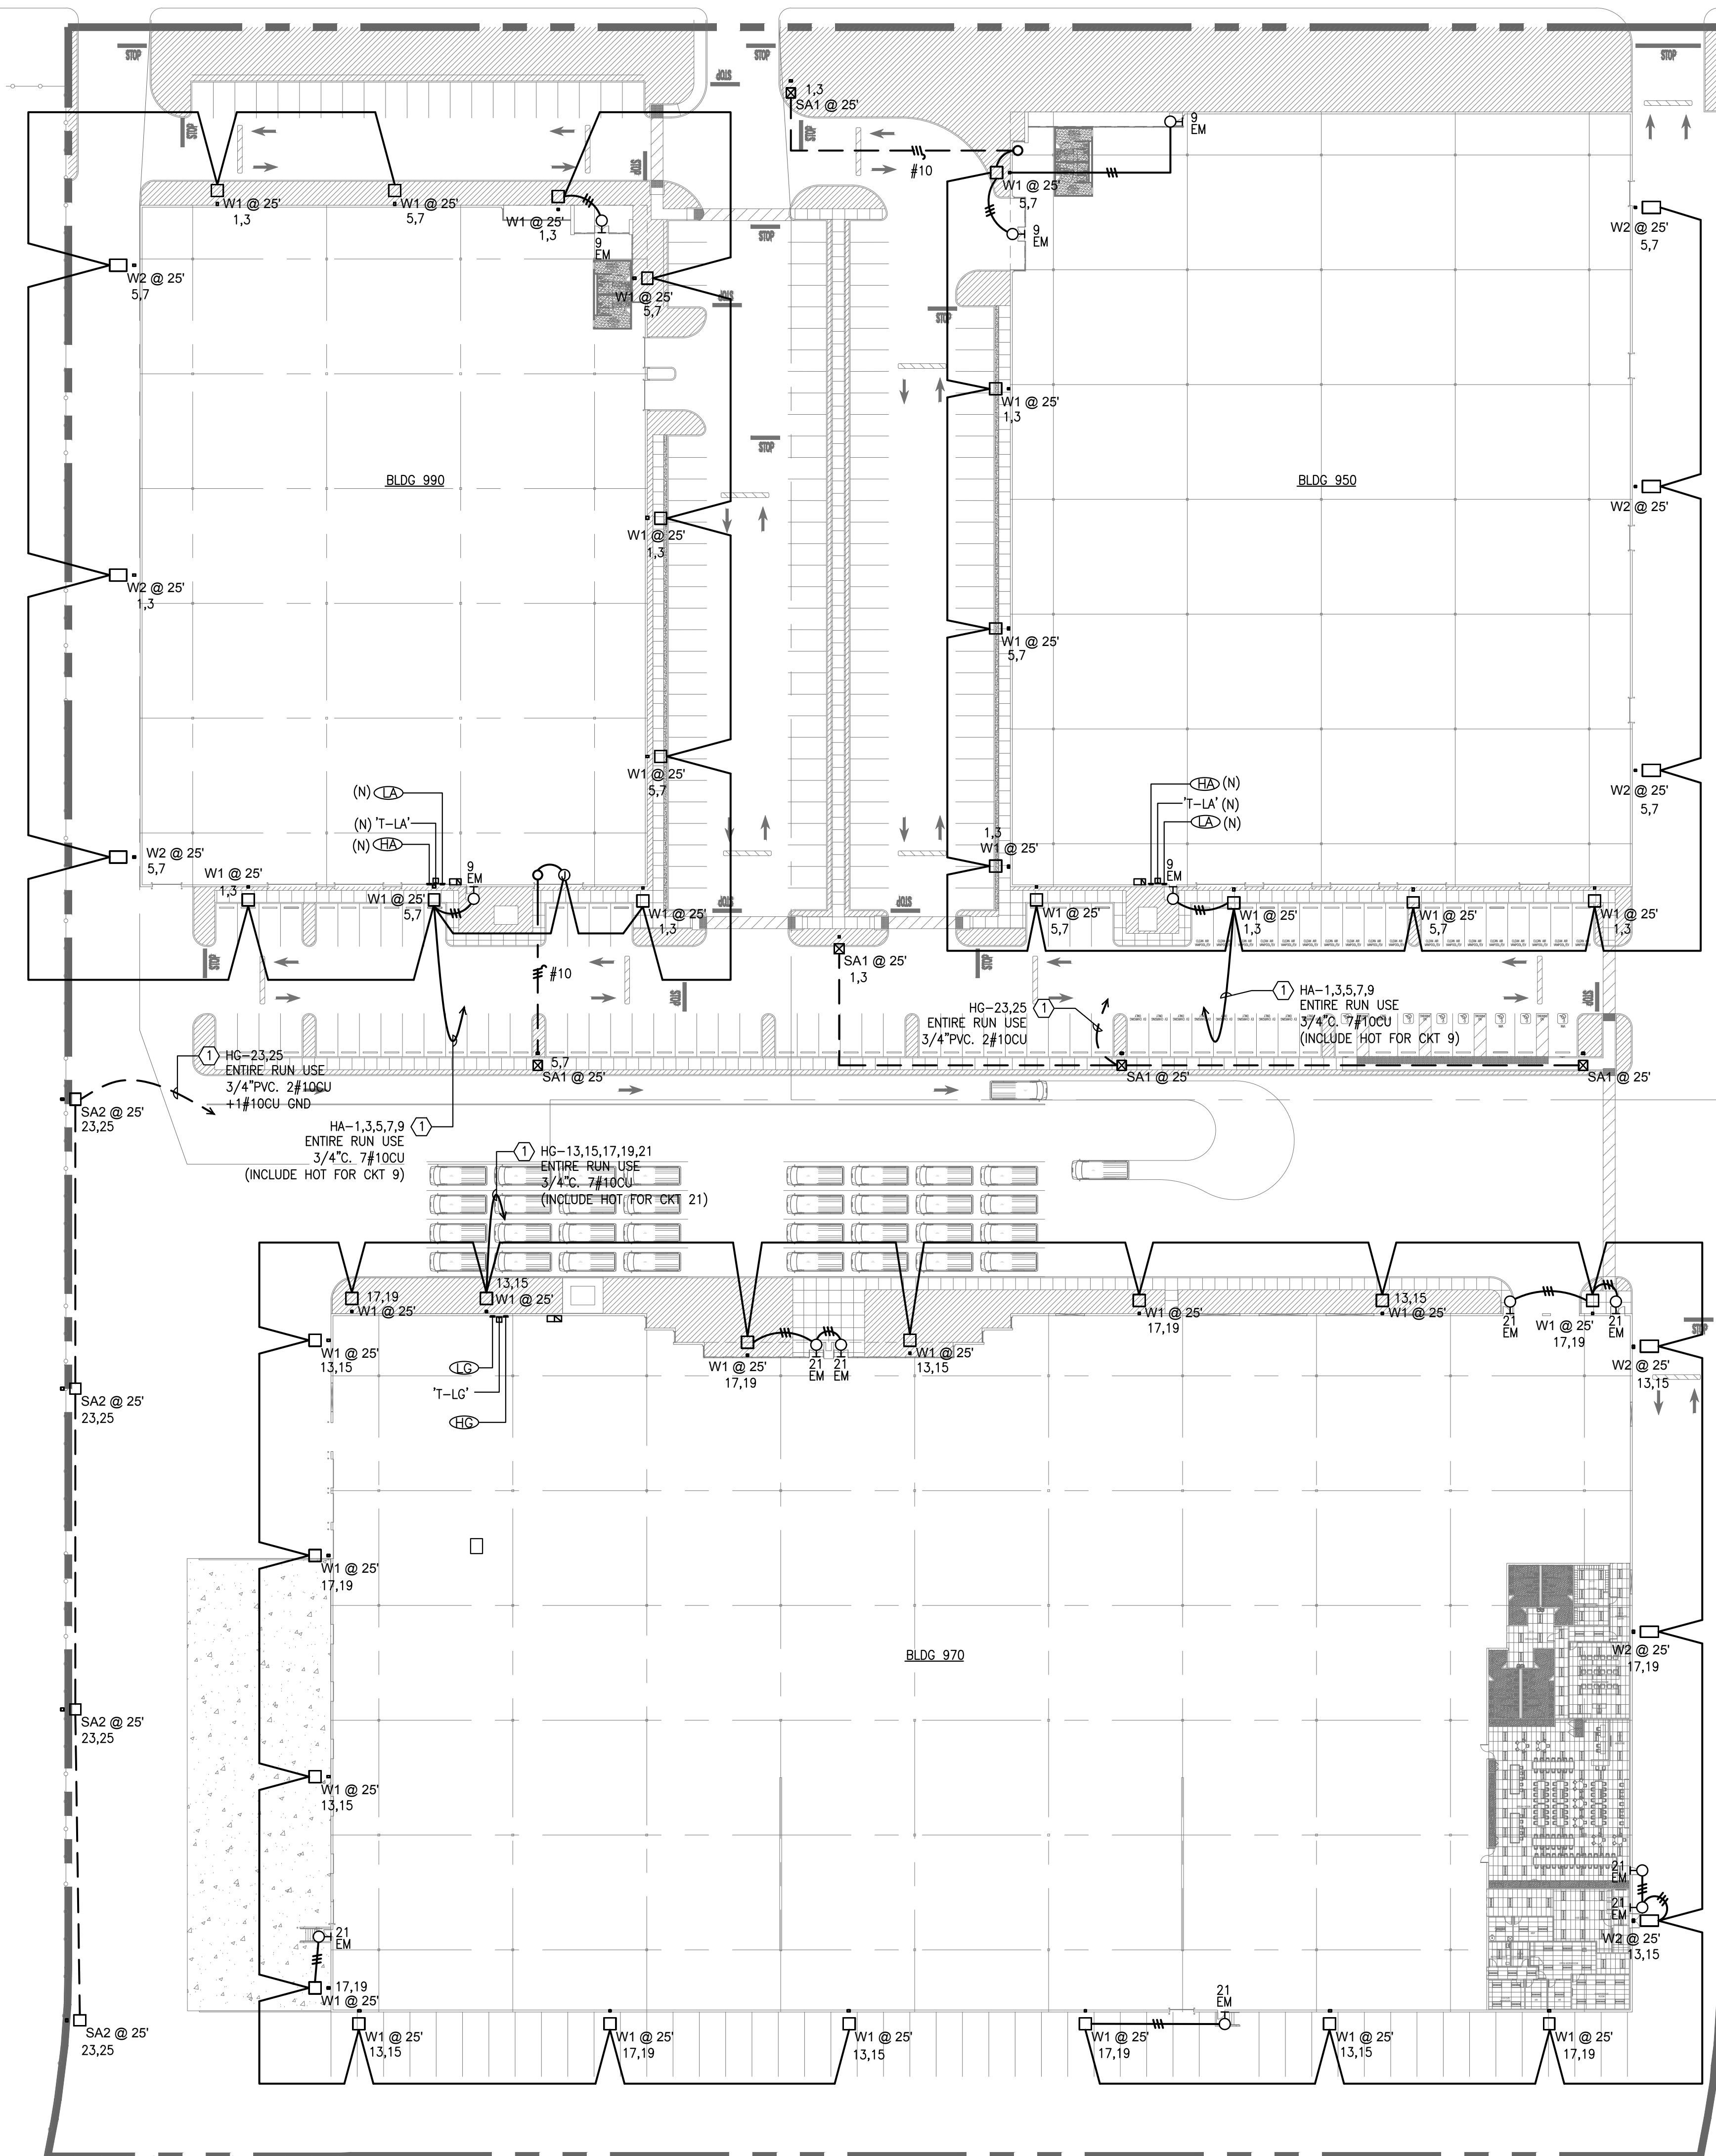 STOP
STOP
STOP
STOP
1,3
SA1 @ 25'
STOP
STOP
9
EM
STOP
#10
W1 @ 25'
5,7
W1 @ 25'
1,3
W1 @ 25'
5,7
W1 @ 25'
1,3
9
EM
STOP
9
EM
W2 @ 25'
5,7
W2 @ 25'
5,7
W1 @ 25'
5,7
STOP
STOP
W1 @ 25'
1,3
STOP
BLDG 990
BLDG 950
W2 @ 25'
W1 @ 25'
1,3
W2 @ 25'
1,3
W1 @ 25'
5,7
W1 @ 25'
5,7
W2 @ 25'
5,7
(N) LA
(N) 'T-LA'
(N) HA
HA (N)
'T-LA' (N)
LA (N)
W2 @ 25'
5,7
W1 @ 25'
1,3
9
EM
W1 @ 25'
5,7
W1 @ 25'
1,3
1,3
W1 @ 25'
9
EM
W1 @ 25'
5,7
W1 @ 25'
1,3
W1 @ 25'
5,7
W1 @ 25'
1,3
STOP
STOP
STOP
STOP
STOP
STOP
SA1 @ 25'
1,3
#10
5,7
SA1 @ 25'
HG-23,25
1
ENTIRE RUN USE
3/4"PVC. 2#10CU
SA1 @ 25'
1
HA-1,3,5,7,9
ENTIRE RUN USE
3/4"C. 7#10CU
(INCLUDE HOT FOR CKT 9)
SA1 @ 25'
1
HG-23,25
ENTIRE RUN USE
3/4"PVC. 2#10CU
+1#10CU GND
SA2 @ 25'
23,25
HA-1,3,5,7,9
1
ENTIRE RUN USE
3/4"C. 7#10CU
(INCLUDE HOT FOR CKT 9)
1
HG-13,15,17,19,21
ENTIRE RUN USE
3/4"C. 7#10CU
(INCLUDE HOT FOR CKT 21)
17,19
W1 @ 25'
13,15
W1 @ 25'
W1 @ 25'
17,19
21
EM
21
EM
W1 @ 25'
13,15
W1 @ 25'
17,19
13,15
W1 @ 25'
21
EM
W1 @ 25'
17,19
21
EM
STOP
W1 @ 25'
13,15
W2 @ 25'
13,15
LG
'T-LG'
HG
SA2 @ 25'
23,25
W1 @ 25'
17,19
BLDG 970
W2 @ 25'
17,19
SA2 @ 25'
23,25
W1 @ 25'
13,15
21
EM
21
EM
W2 @ 25'
13,15
21
EM
17,19
W1 @ 25'
SA2 @ 25'
23,25
W1 @ 25'
13,15
W1 @ 25'
17,19
W1 @ 25'
13,15
W1 @ 25'
17,19
21
EM
W1 @ 25'
13,15
W1 @ 25'
17,19